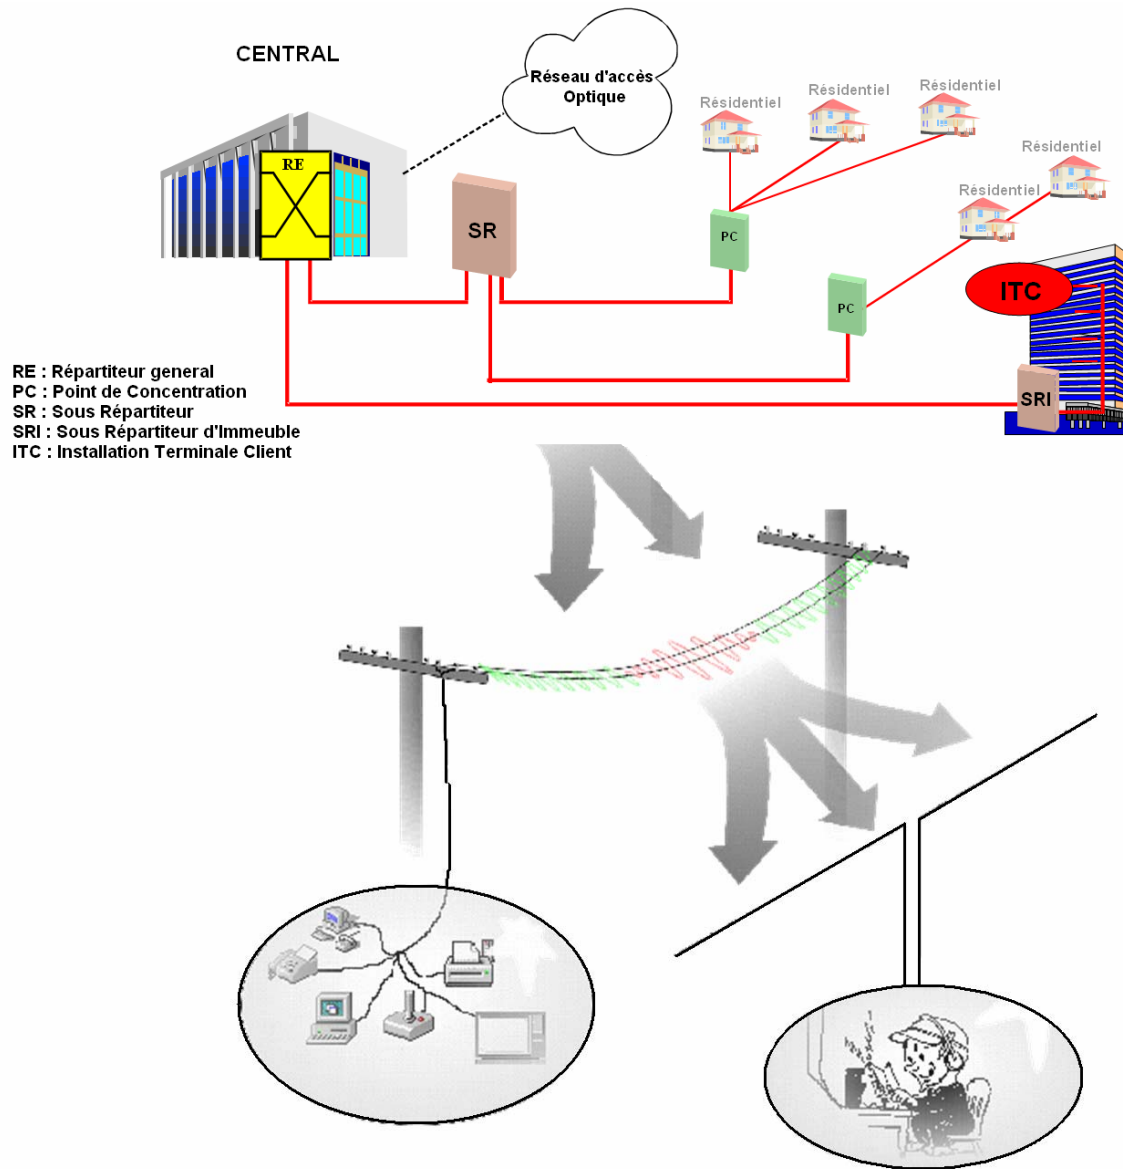 CENTRAL
Réseau d'accès
Optique
Résidentiel
Résidentiel
Résidentiel
Résidentiel
Résidentiel
RE
SR
PC
PC
ITC
SRI
RE : Répartiteur general
PC : Point de Concentration
SR : Sous Répartiteur
SRI : Sous Répartiteur d'Immeuble
ITC : Installation Terminale Client